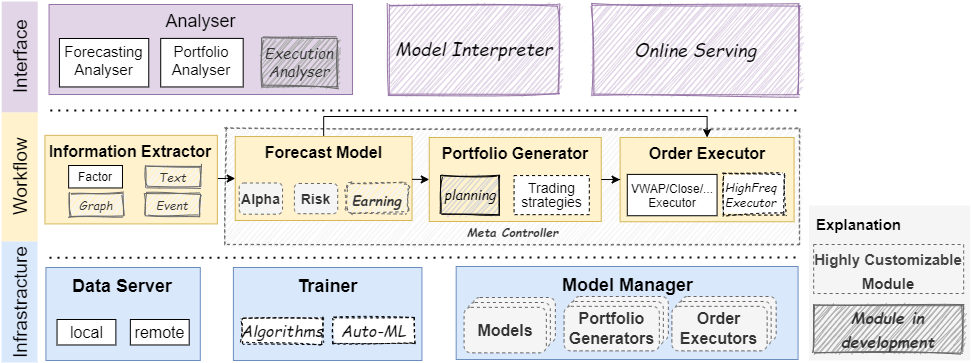 Interface
Analyser
Forecasting
Analyser
Portfolio
Analyser
Execution
Analyser
Model Interpreter
Online Serving
Workflow
Information Extractor
Factor
Text
Graph
Event
Forecast Model
Alpha
Risk
Earning
Portfolio Generator
planning
Trading
strategies
Order Executor
VWAP/Close/...
Executor
HighFreq
Executor
Meta Controller
Infrastracture
Data Server
local
remote
Trainer
Algorithms
Auto-ML
Model Manager
Models
Portfolio
Generators
Order
Executors
Explanation
Highly Customizable
Module
Module in
development